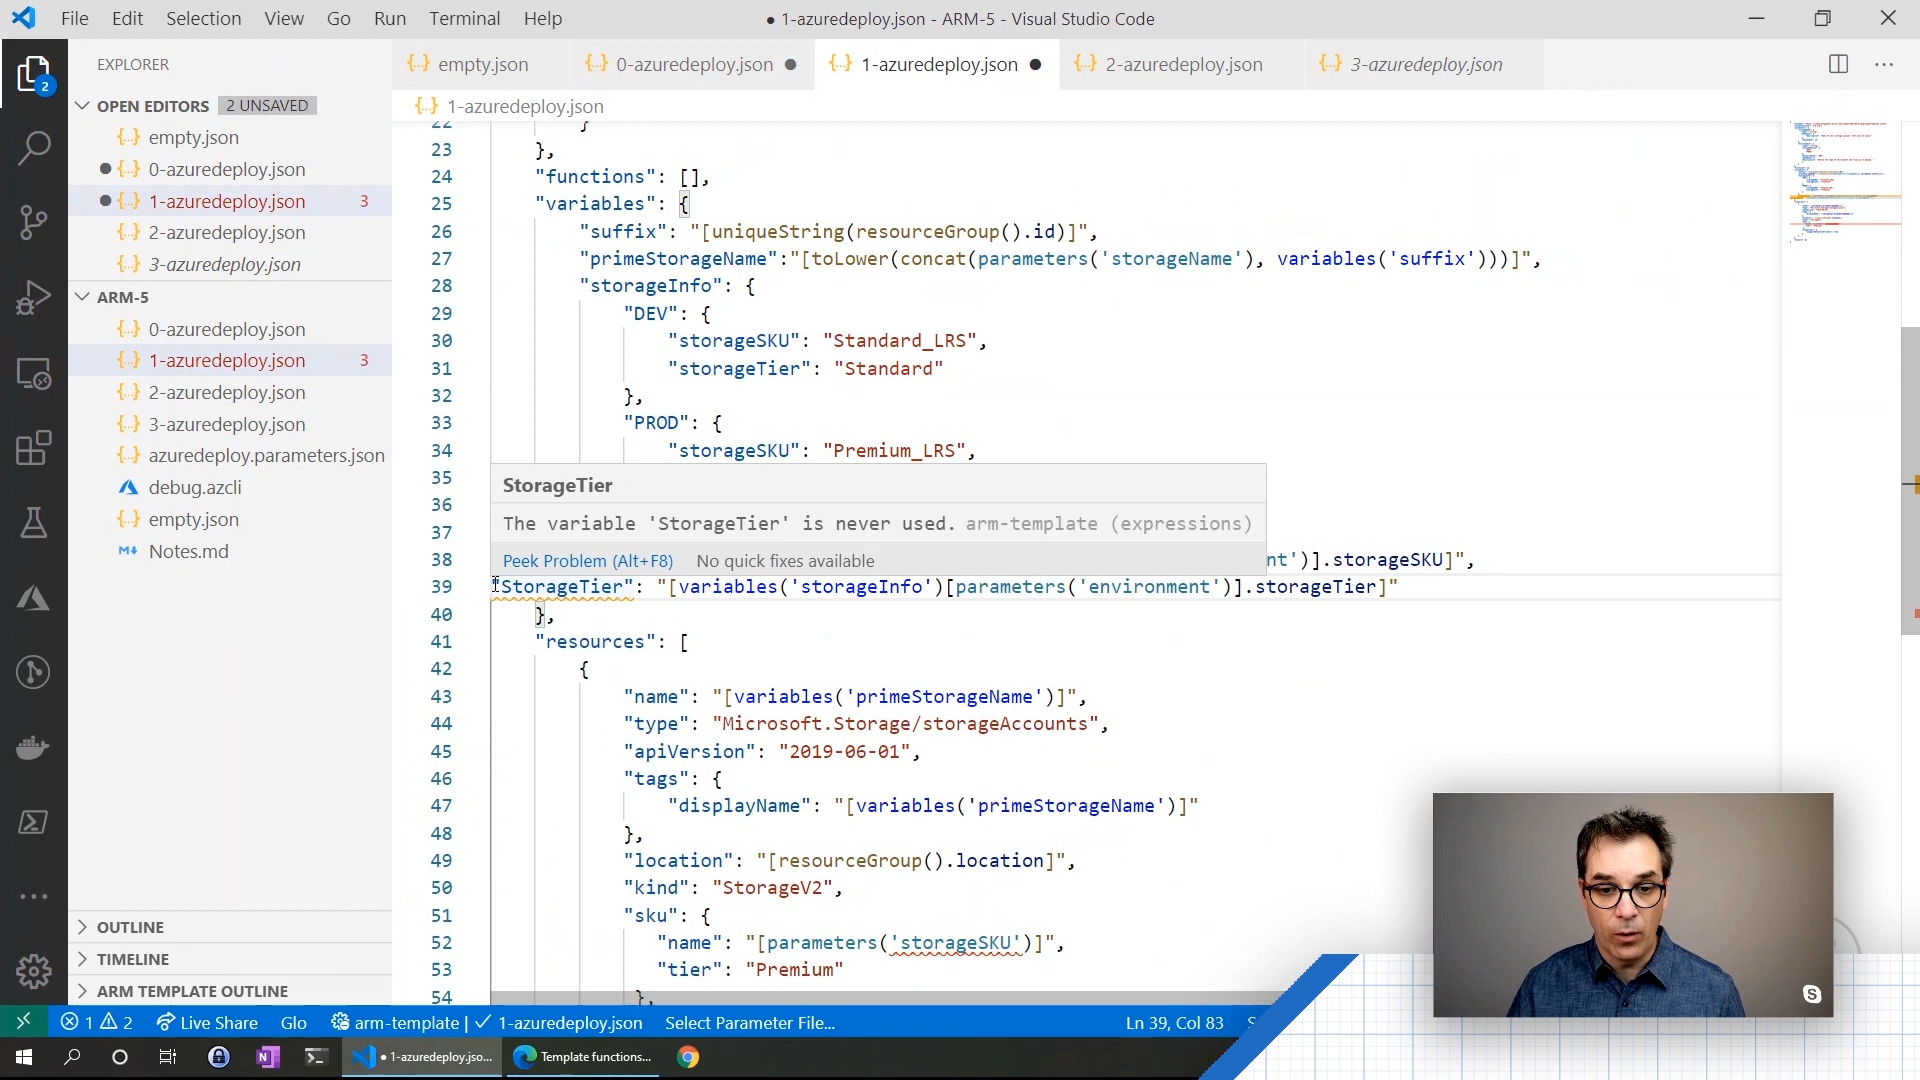 File Edit Selection View Go Run Terminal Help
● 1-azuredeploy.json - ARM-5 - Visual Studio Code
EXPLORER
OPEN EDITORS 2 UNSAVED
empty.json
0-azuredeploy.json
1-azuredeploy.json 3
2-azuredeploy.json
3-azuredeploy.json
ARM-5
0-azuredeploy.json
1-azuredeploy.json 3
2-azuredeploy.json
3-azuredeploy.json
azuredeploy.parameters.json
debug.azcli
empty.json
Notes.md
OUTLINE
TIMELINE
ARM TEMPLATE OUTLINE
empty.json
0-azuredeploy.json
1-azuredeploy.json
2-azuredeploy.json
3-azuredeploy.json
1-azuredeploy.json
22 }
23 },
24 "functions": [],
25 "variables": {
26 "suffix": "[uniqueString(resourceGroup().id)]",
27 "primeStorageName":"[toLower(concat(parameters('storageName'), variables('suffix')))]",
28 "storageInfo": {
29 "DEV": {
30 "storageSKU": "Standard_LRS",
31 "storageTier": "Standard"
32 },
33 "PROD": {
34 "storageSKU": "Premium_LRS",
35
36
37
38 nt')].storageSKU]",
StorageTier
The variable 'StorageTier' is never used. arm-template (expressions)
Peek Problem (Alt+F8) No quick fixes available
39 "StorageTier": "[variables('storageInfo')[parameters('environment')].storageTier]"
40 },
41 "resources": [
42 {
43 "name": "[variables('primeStorageName')]",
44 "type": "Microsoft.Storage/storageAccounts",
45 "apiVersion": "2019-06-01",
46 "tags": {
47 "displayName": "[variables('primeStorageName')]"
48 },
49 "location": "[resourceGroup().location]",
50 "kind": "StorageV2",
51 "sku": {
52 "name": "[parameters('storageSKU')]",
53 "tier": "Premium"
54 },
1 2 Live Share Glo arm-template | ✓ 1-azuredeploy.json Select Parameter File... Ln 39, Col 83
● 1-azuredeploy.jso... Template functions...